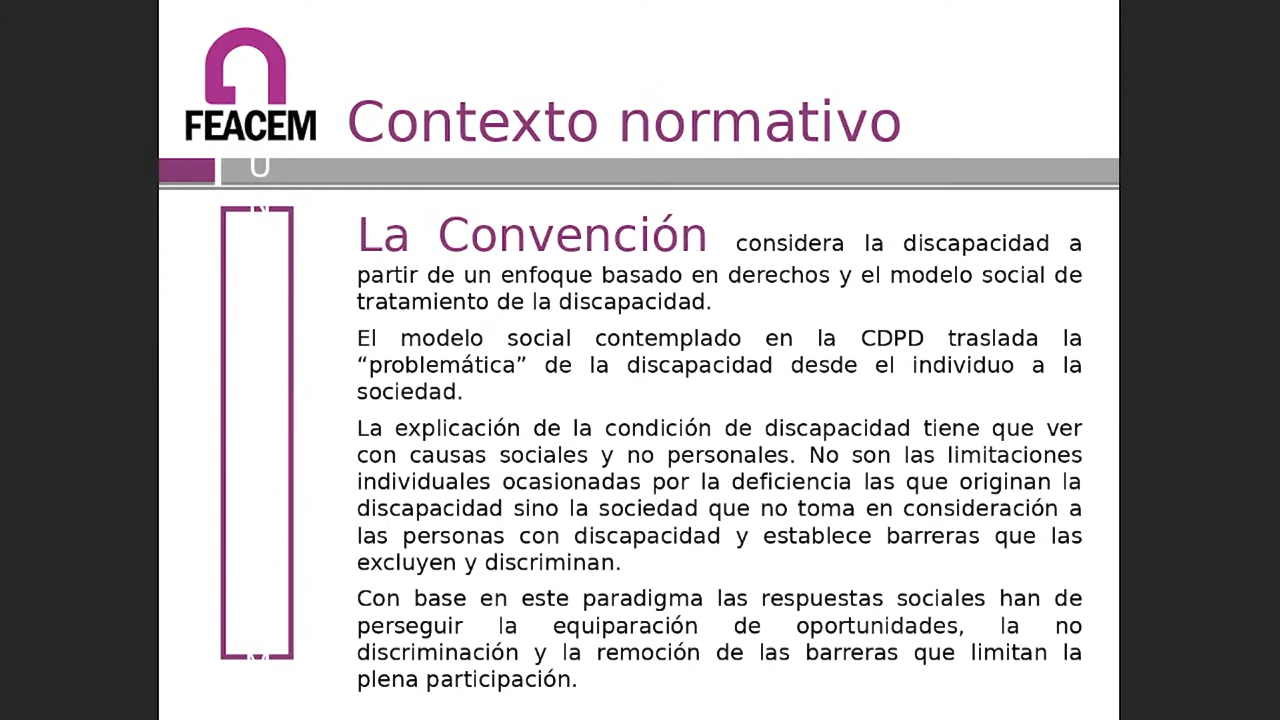 FEACEM
Contexto normativo
U
N
M
La Convención considera la discapacidad a
partir de un enfoque basado en derechos y el modelo social de
tratamiento de la discapacidad.
El modelo social contemplado en la CDPD traslada la
“problemática” de la discapacidad desde el individuo a la
sociedad.
La explicación de la condición de discapacidad tiene que ver
con causas sociales y no personales. No son las limitaciones
individuales ocasionadas por la deficiencia las que originan la
discapacidad sino la sociedad que no toma en consideración a
las personas con discapacidad y establece barreras que las
excluyen y discriminan.
Con base en este paradigma las respuestas sociales han de
perseguir la equiparación de oportunidades, la no
discriminación y la remoción de las barreras que limitan la
plena participación.